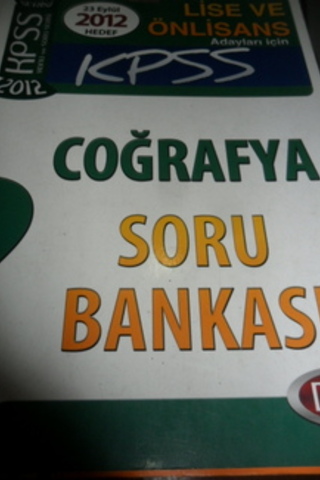 23 Eylül
2012
HEDEF
LİSE VE
ÖNLİSANS
Adayları için
KPSS
KPSS
2012
COĞRAFYA
SORU
BANKASI